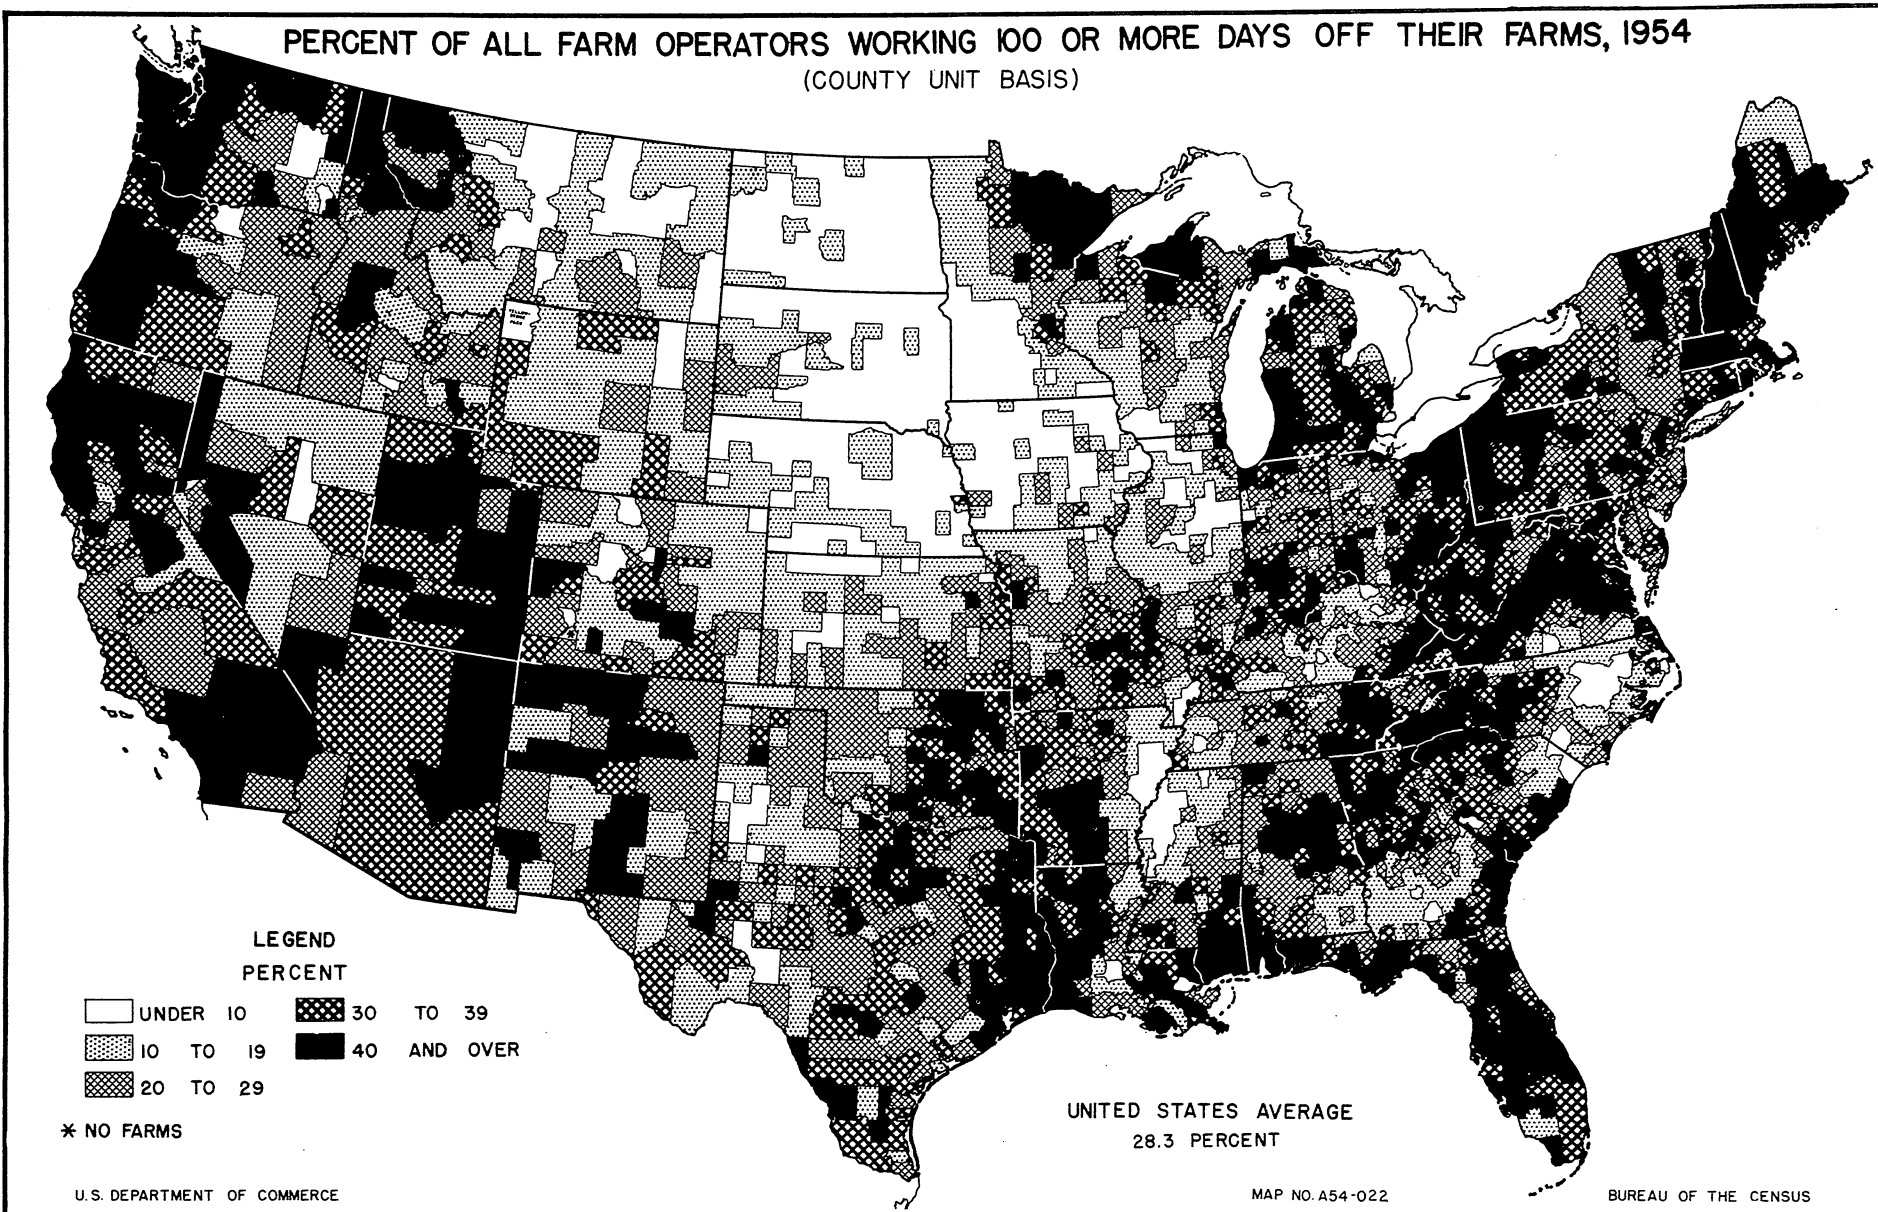 PERCENT OF ALL FARM OPERATORS WORKING 100 OR MORE DAYS OFF THEIR FARMS, 1954
(COUNTY UNIT BASIS)
LEGEND
PERCENT
UNDER 10
30 TO 39
10 TO 19
40 AND OVER
20 TO 29
* NO FARMS
UNITED STATES AVERAGE
28.3 PERCENT
U.S. DEPARTMENT OF COMMERCE
MAP NO. A54-022
BUREAU OF THE CENSUS